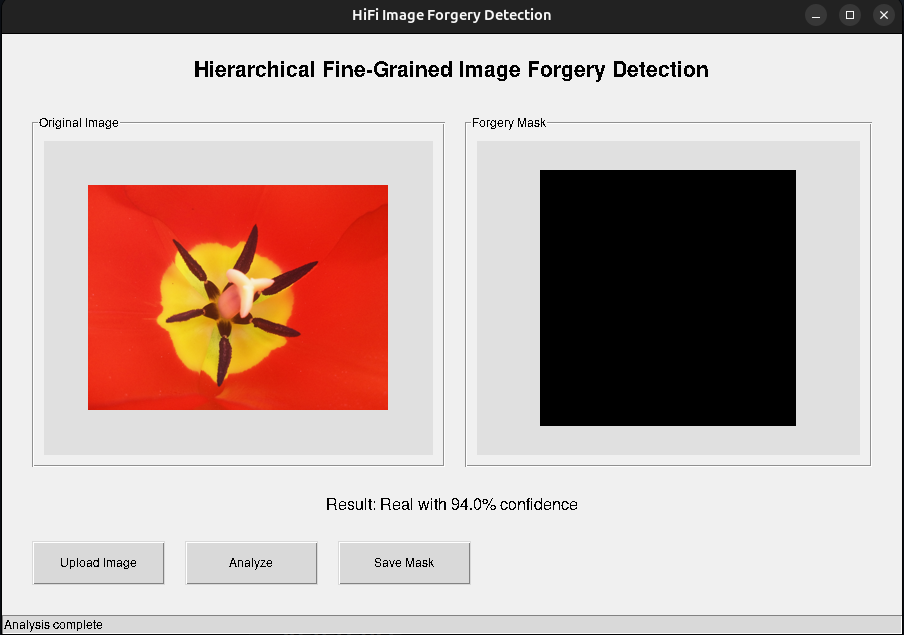 HiFi Image Forgery Detection
Hierarchical Fine-Grained Image Forgery Detection
Original Image
Forgery Mask
Result: Real with 94.0% confidence
Upload Image
Analyze
Save Mask
Analysis complete